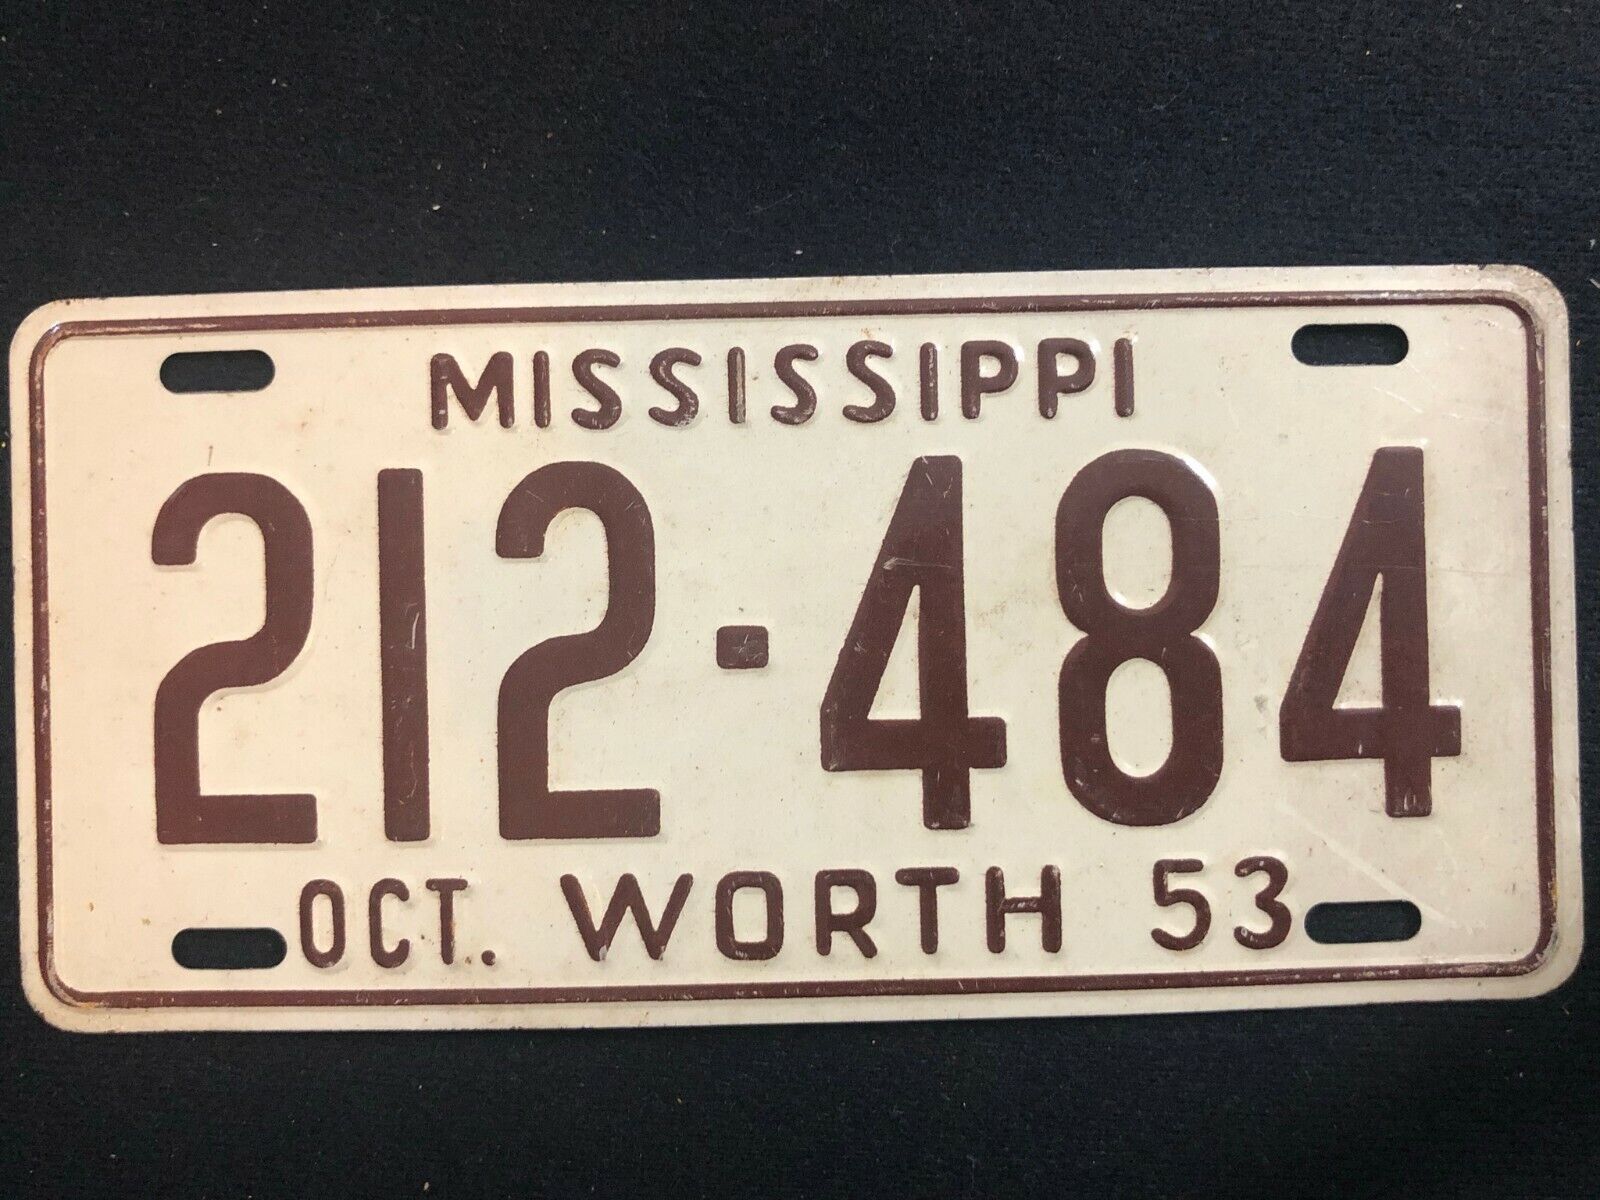 MISSISSIPPI
212-484
OCT. WORTH 53